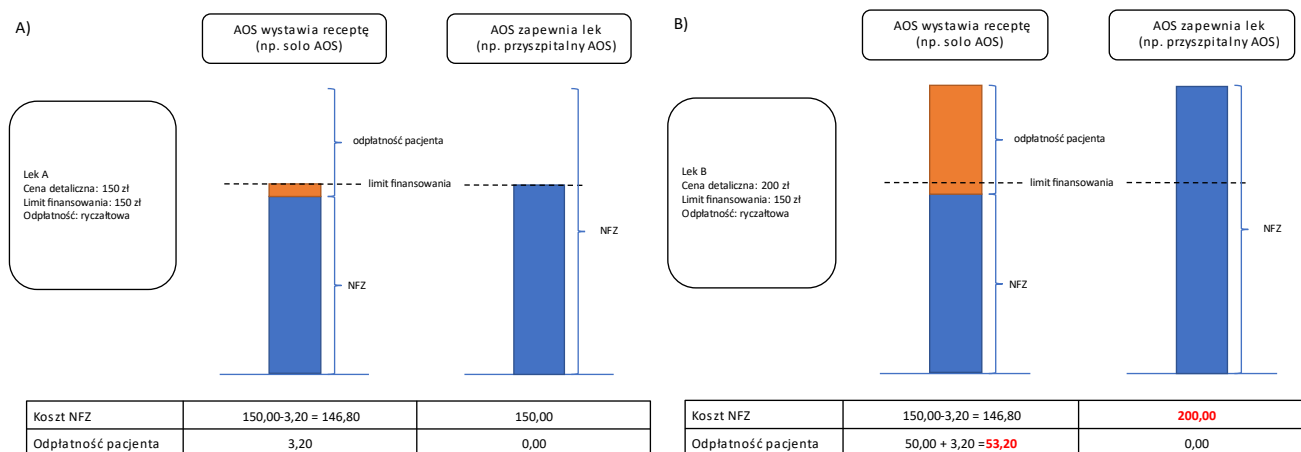 A)
AOS wystawia receptę
(np. solo AOS)
AOS zapewnia lek
(np. przyszpitalny AOS)
Lek A
Cena detaliczna: 150 zł
Limit finansowania: 150 zł
Odpłatność: ryczałtowa
odpłatność pacjenta
limit finansowania
NFZ
NFZ
Koszt NFZ 150,00-3,20 = 146,80 150,00
Odpłatność pacjenta 3,20 0,00
B)
AOS wystawia receptę
(np. solo AOS)
AOS zapewnia lek
(np. przyszpitalny AOS)
Lek B
Cena detaliczna: 200 zł
Limit finansowania: 150 zł
Odpłatność: ryczałtowa
odpłatność pacjenta
limit finansowania
NFZ
NFZ
Koszt NFZ 150,00-3,20 = 146,80 200,00
Odpłatność pacjenta 50,00 + 3,20 =53,20 0,00